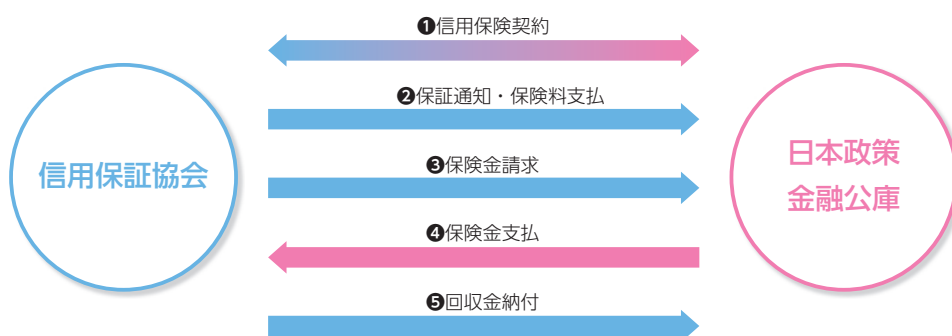 ❶信用保険契約
❷保証通知・保険料支払
信用保証協会
❸保険金請求
日本政策
金融公庫
❹保険金支払
❺回収金納付